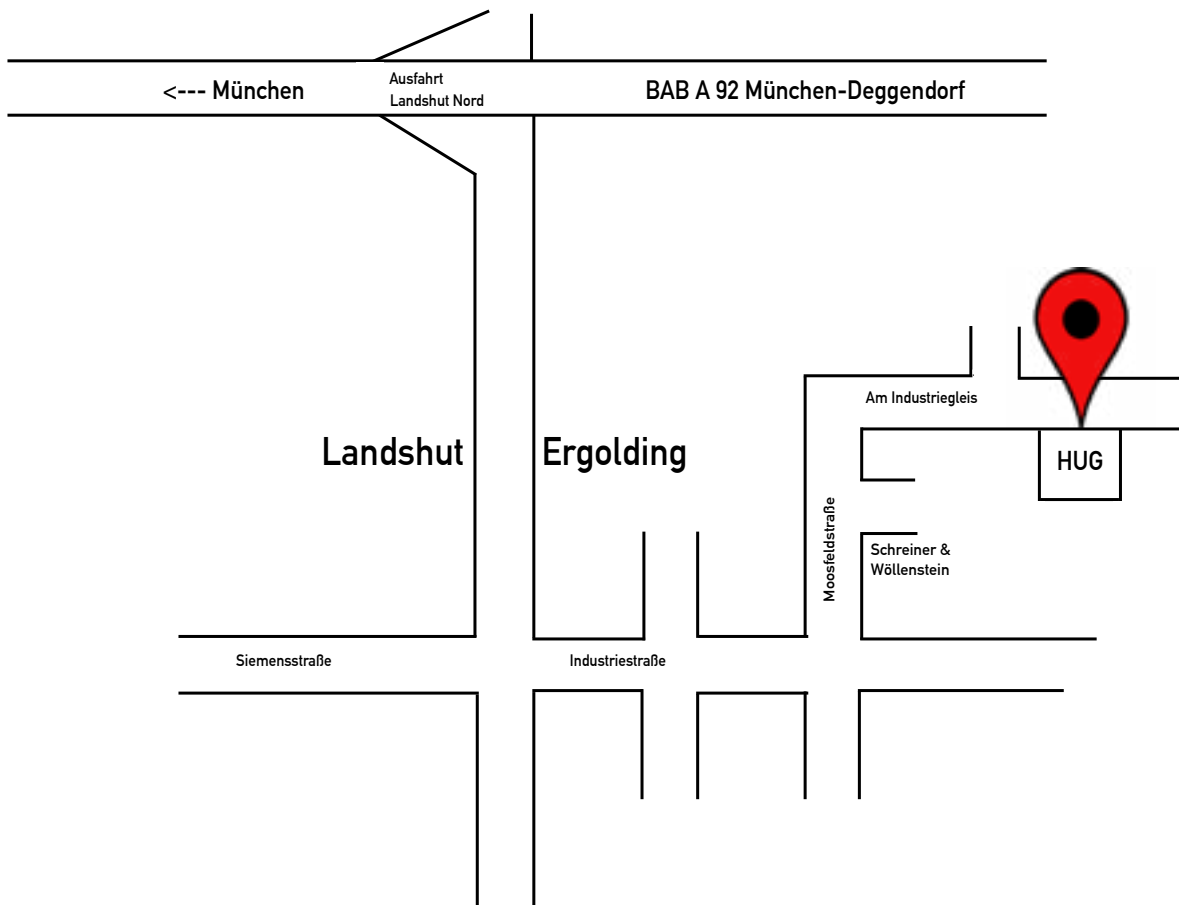 <--- München
Ausfahrt
Landshut Nord
BAB A 92 München-Deggendorf
Am Industriegleis
Landshut
Ergolding
HUG
Moosfeldstraße
Schreiner &
Wöllenstein
Siemensstraße
Industriestraße